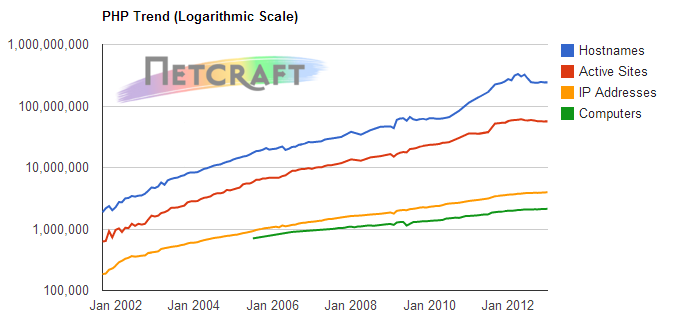 PHP Trend (Logarithmic Scale)
1,000,000,000
NETCRAFT
Hostnames
Active Sites
IP Addresses
Computers
100,000,000
10,000,000
1,000,000
100,000
Jan 2002 Jan 2004 Jan 2006 Jan 2008 Jan 2010 Jan 2012